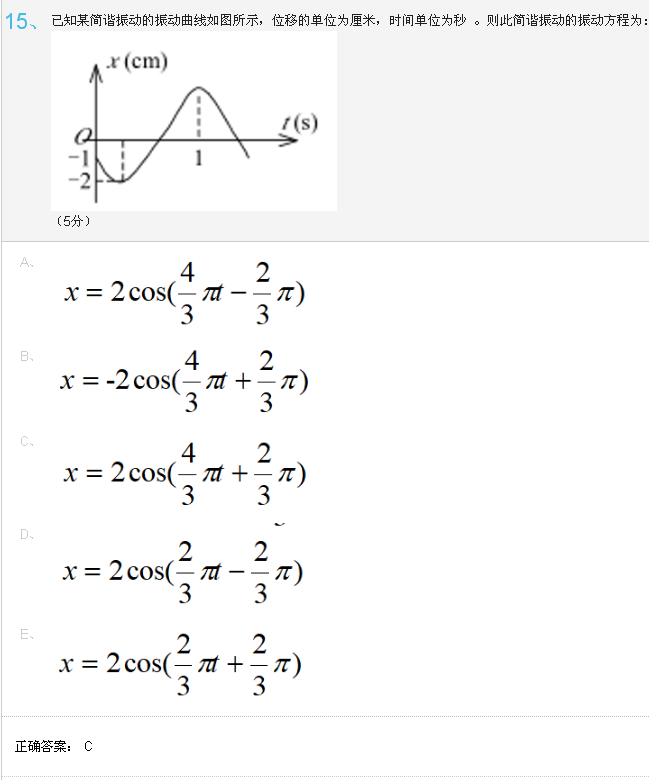 15、 已知某简谐振动的振动曲线如图所示，位移的单位为厘米，时间单位为秒 。则此简谐振动的振动方程为：
x (cm)
O
t (s)
-1
1
-2
（5分）
A、
x = 2cos(4/3 πt − 2/3 π)
B、
x = -2cos(4/3 πt + 2/3 π)
C、
x = 2cos(4/3 πt + 2/3 π)
D、
x = 2cos(2/3 πt − 2/3 π)
E、
x = 2cos(2/3 πt + 2/3 π)
正确答案： C